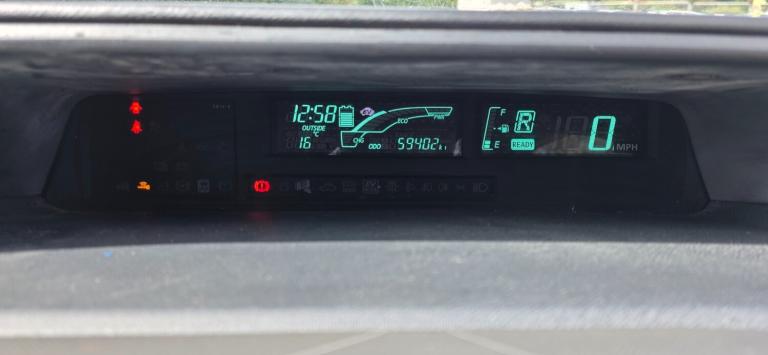 12:58
OUTSIDE
16 °C
ECO
PWR
CHG
ODO 59402
F
E
R
READY
0 MPH